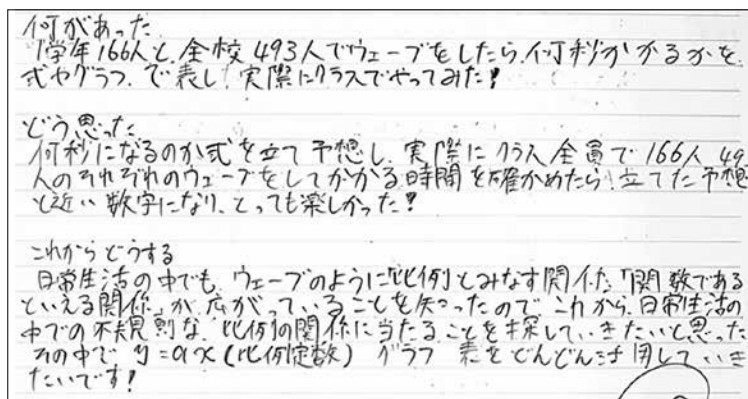 何があった
1学年166人と、全校493人でウェーブをしたら、何秒かかるかを
式やグラフ、で表し、実際にクラスでやってみた!
どう思った
何秒になるのか式を立て予想し、実際にクラス全員で166人 49
人のそれぞれのウェーブをしてかかる時間を確かめたら、立てた予想
と近い数字になり、とっても楽しかった!
これからどうする
日常生活の中でも、ウェーブのように「比例とみなす関係」「関数である
といえる関係」が広がっていることを知ったので、これから、日常生活の
中での不規則な、比例の関係に当たることを探していきたいと思った
その中で y=ax(比例定数) グラフ 表をどんどん活用していき
たいです!